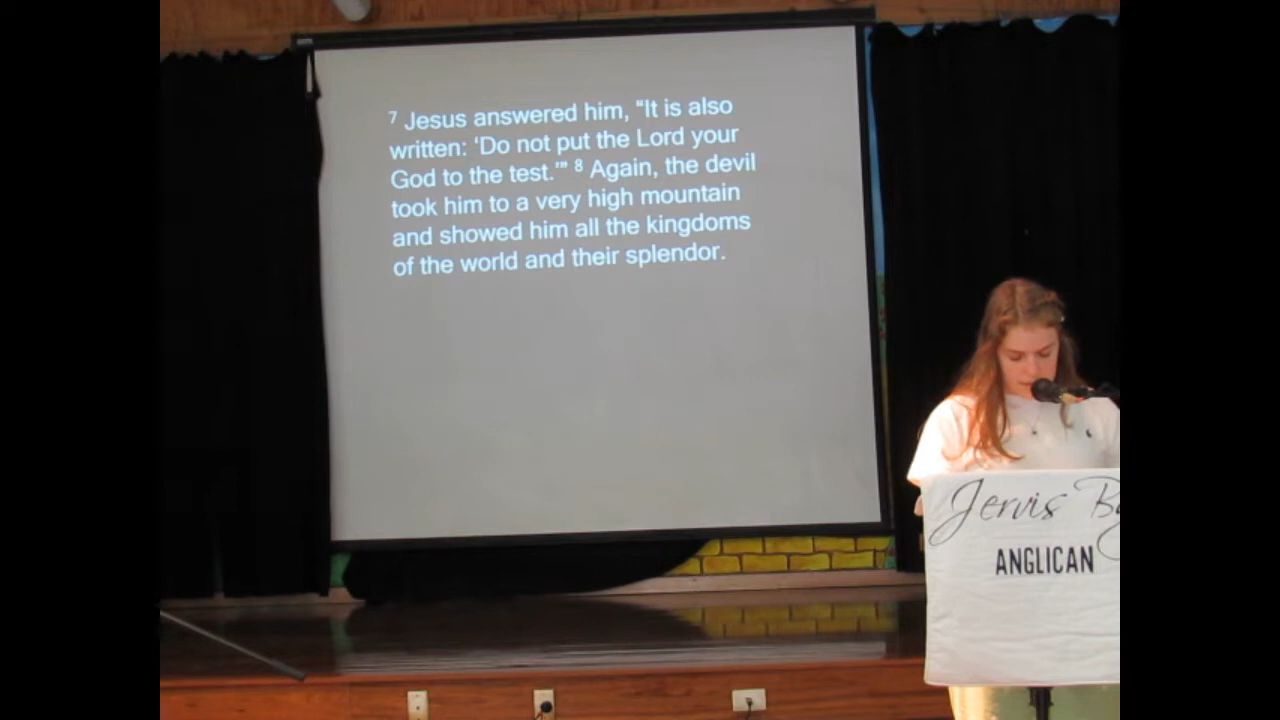 ⁷ Jesus answered him, “It is also
written: ‘Do not put the Lord your
God to the test.’” ⁸ Again, the devil
took him to a very high mountain
and showed him all the kingdoms
of the world and their splendor.
Jervis
ANGLICAN